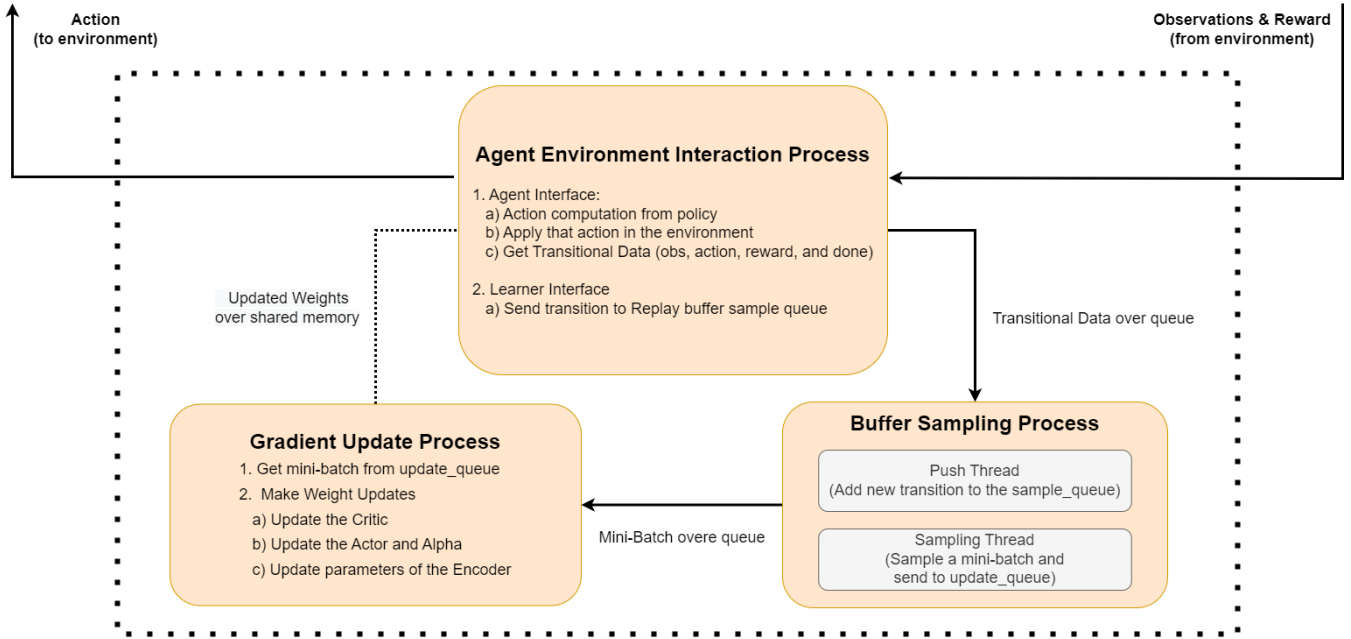 Action
(to environment)
Observations & Reward
(from environment)
Agent Environment Interaction Process
1. Agent Interface:
a) Action computation from policy
b) Apply that action in the environment
c) Get Transitional Data (obs, action, reward, and done)
2. Learner Interface
a) Send transition to Replay buffer sample queue
Updated Weights
over shared memory
Transitional Data over queue
Gradient Update Process
1. Get mini-batch from update_queue
2. Make Weight Updates
a) Update the Critic
b) Update the Actor and Alpha
c) Update parameters of the Encoder
Mini-Batch overe queue
Buffer Sampling Process
Push Thread
(Add new transition to the sample_queue)
Sampling Thread
(Sample a mini-batch and
send to update_queue)